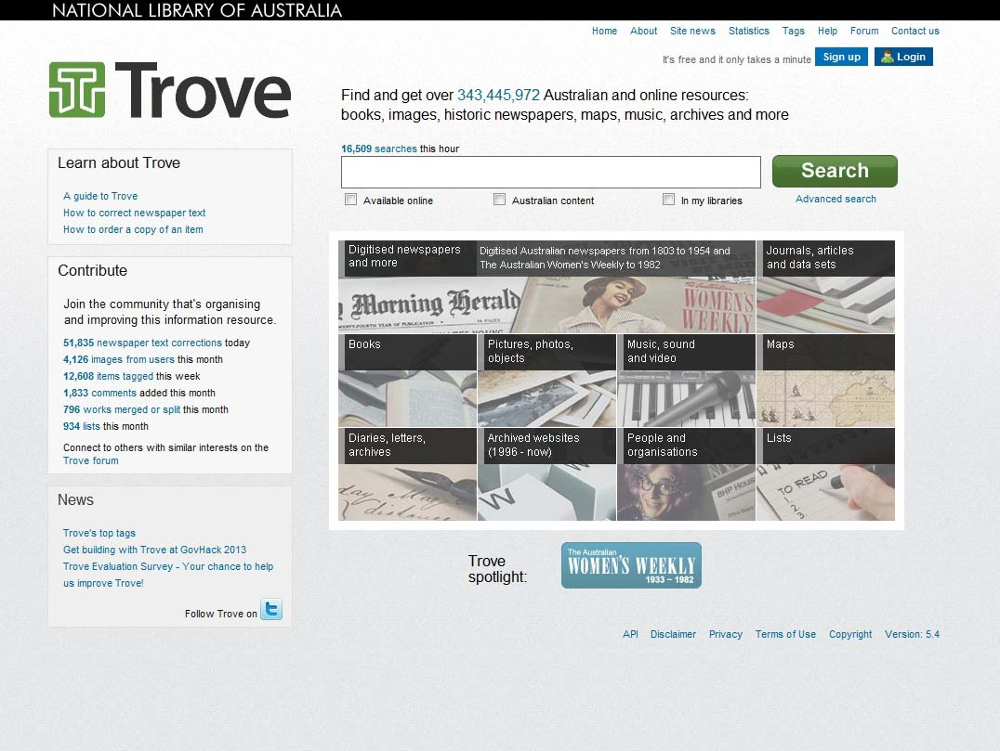 NATIONAL LIBRARY OF AUSTRALIA
Home About Site news Statistics Tags Help Forum Contact us
It's free and it only takes a minute Sign up Login
Trove
Find and get over 343,445,972 Australian and online resources:
books, images, historic newspapers, maps, music, archives and more
16,509 searches this hour
Search
Available online Australian content In my libraries
Advanced search
Learn about Trove
A guide to Trove
How to correct newspaper text
How to order a copy of an item
Contribute
Join the community that's organising
and improving this information resource.
51,835 newspaper text corrections today
4,126 images from users this month
12,608 items tagged this week
1,833 comments added this month
796 works merged or split this month
934 lists this month
Connect to others with similar interests on the
Trove forum
News
Trove's top tags
Get building with Trove at GovHack 2013
Trove Evaluation Survey - Your chance to help
us improve Trove!
Follow Trove on
Digitised newspapers
and more
Digitised Australian newspapers from 1803 to 1954 and
The Australian Women's Weekly to 1982
Morning Herald
WOMEN'S
WEEKLY
Journals, articles
and data sets
Books
Pictures, photos,
objects
Music, sound
and video
Maps
Diaries, letters,
archives
day May
distance
Archived websites
(1996 - now)
W W
People and
organisations
BHP Hous
Lists
TO READ
1.
2.
3.
Trove
spotlight:
The Australian
WOMEN'S WEEKLY
1933 ~ 1982
API Disclaimer Privacy Terms of Use Copyright Version: 5.4